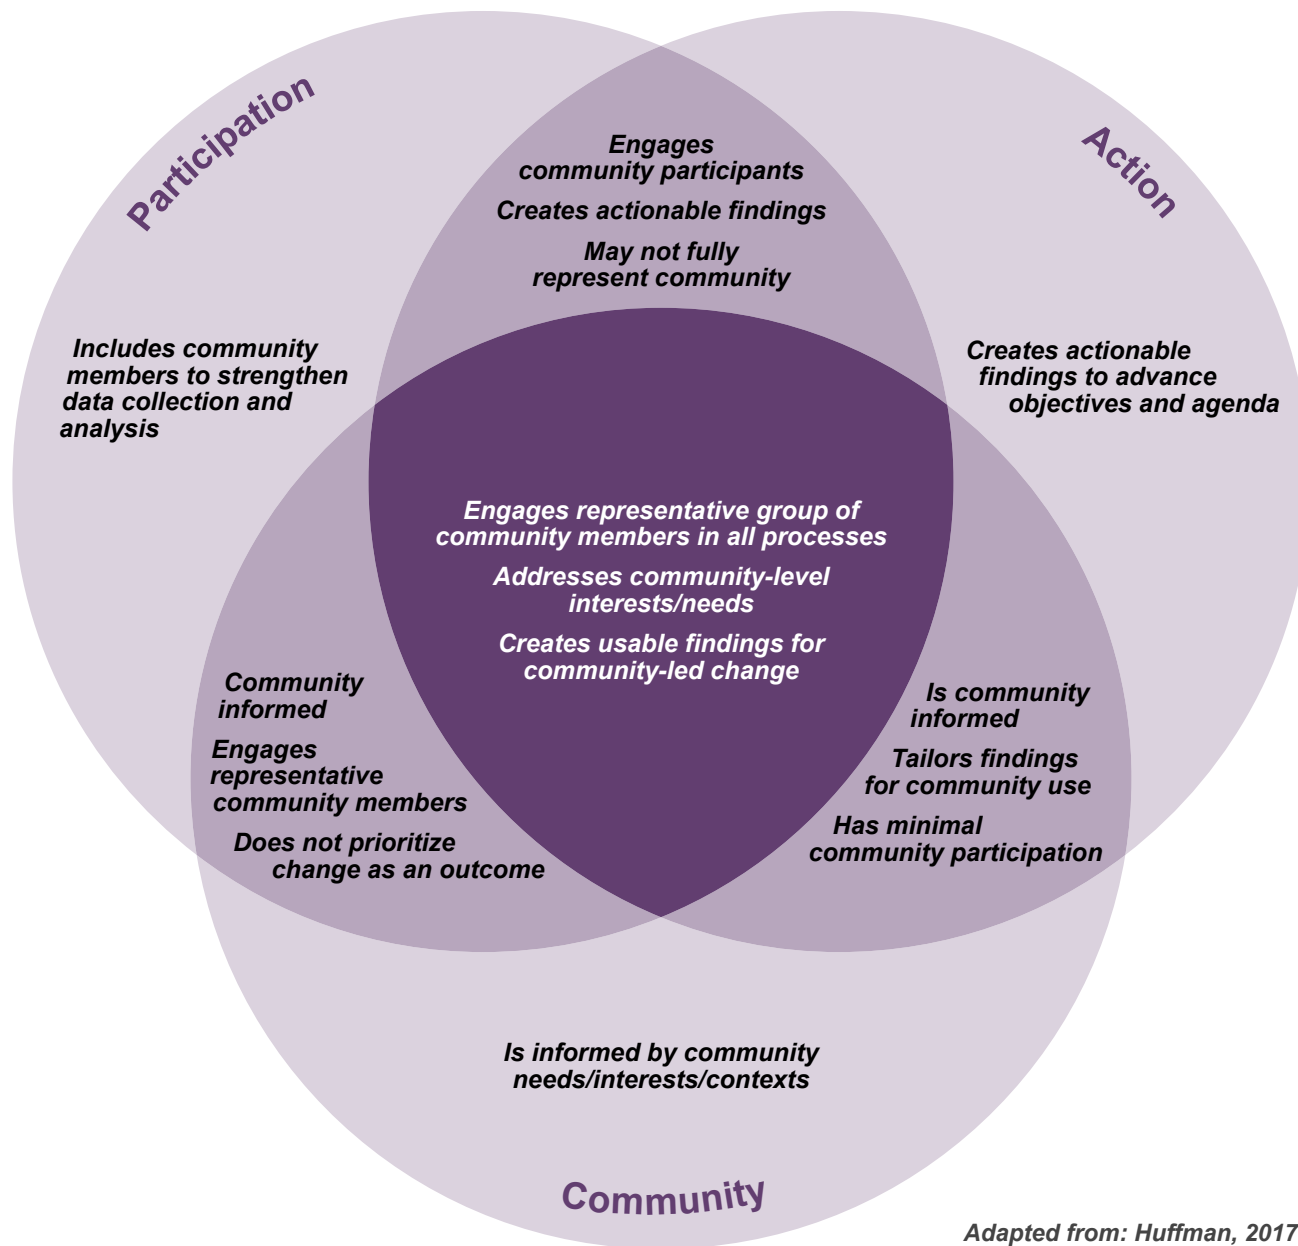 Participation
Action
Engages
community participants
Creates actionable findings
May not fully
represent community
Includes community
members to strengthen
data collection and
analysis
Creates actionable
findings to advance
objectives and agenda
Engages representative group of
community members in all processes
Addresses community-level
interests/needs
Creates usable findings for
community-led change
Community
informed
Engages
representative
community members
Does not prioritize
change as an outcome
Is community
informed
Tailors findings
for community use
Has minimal
community participation
Is informed by community
needs/interests/contexts
Community
Adapted from: Huffman, 2017